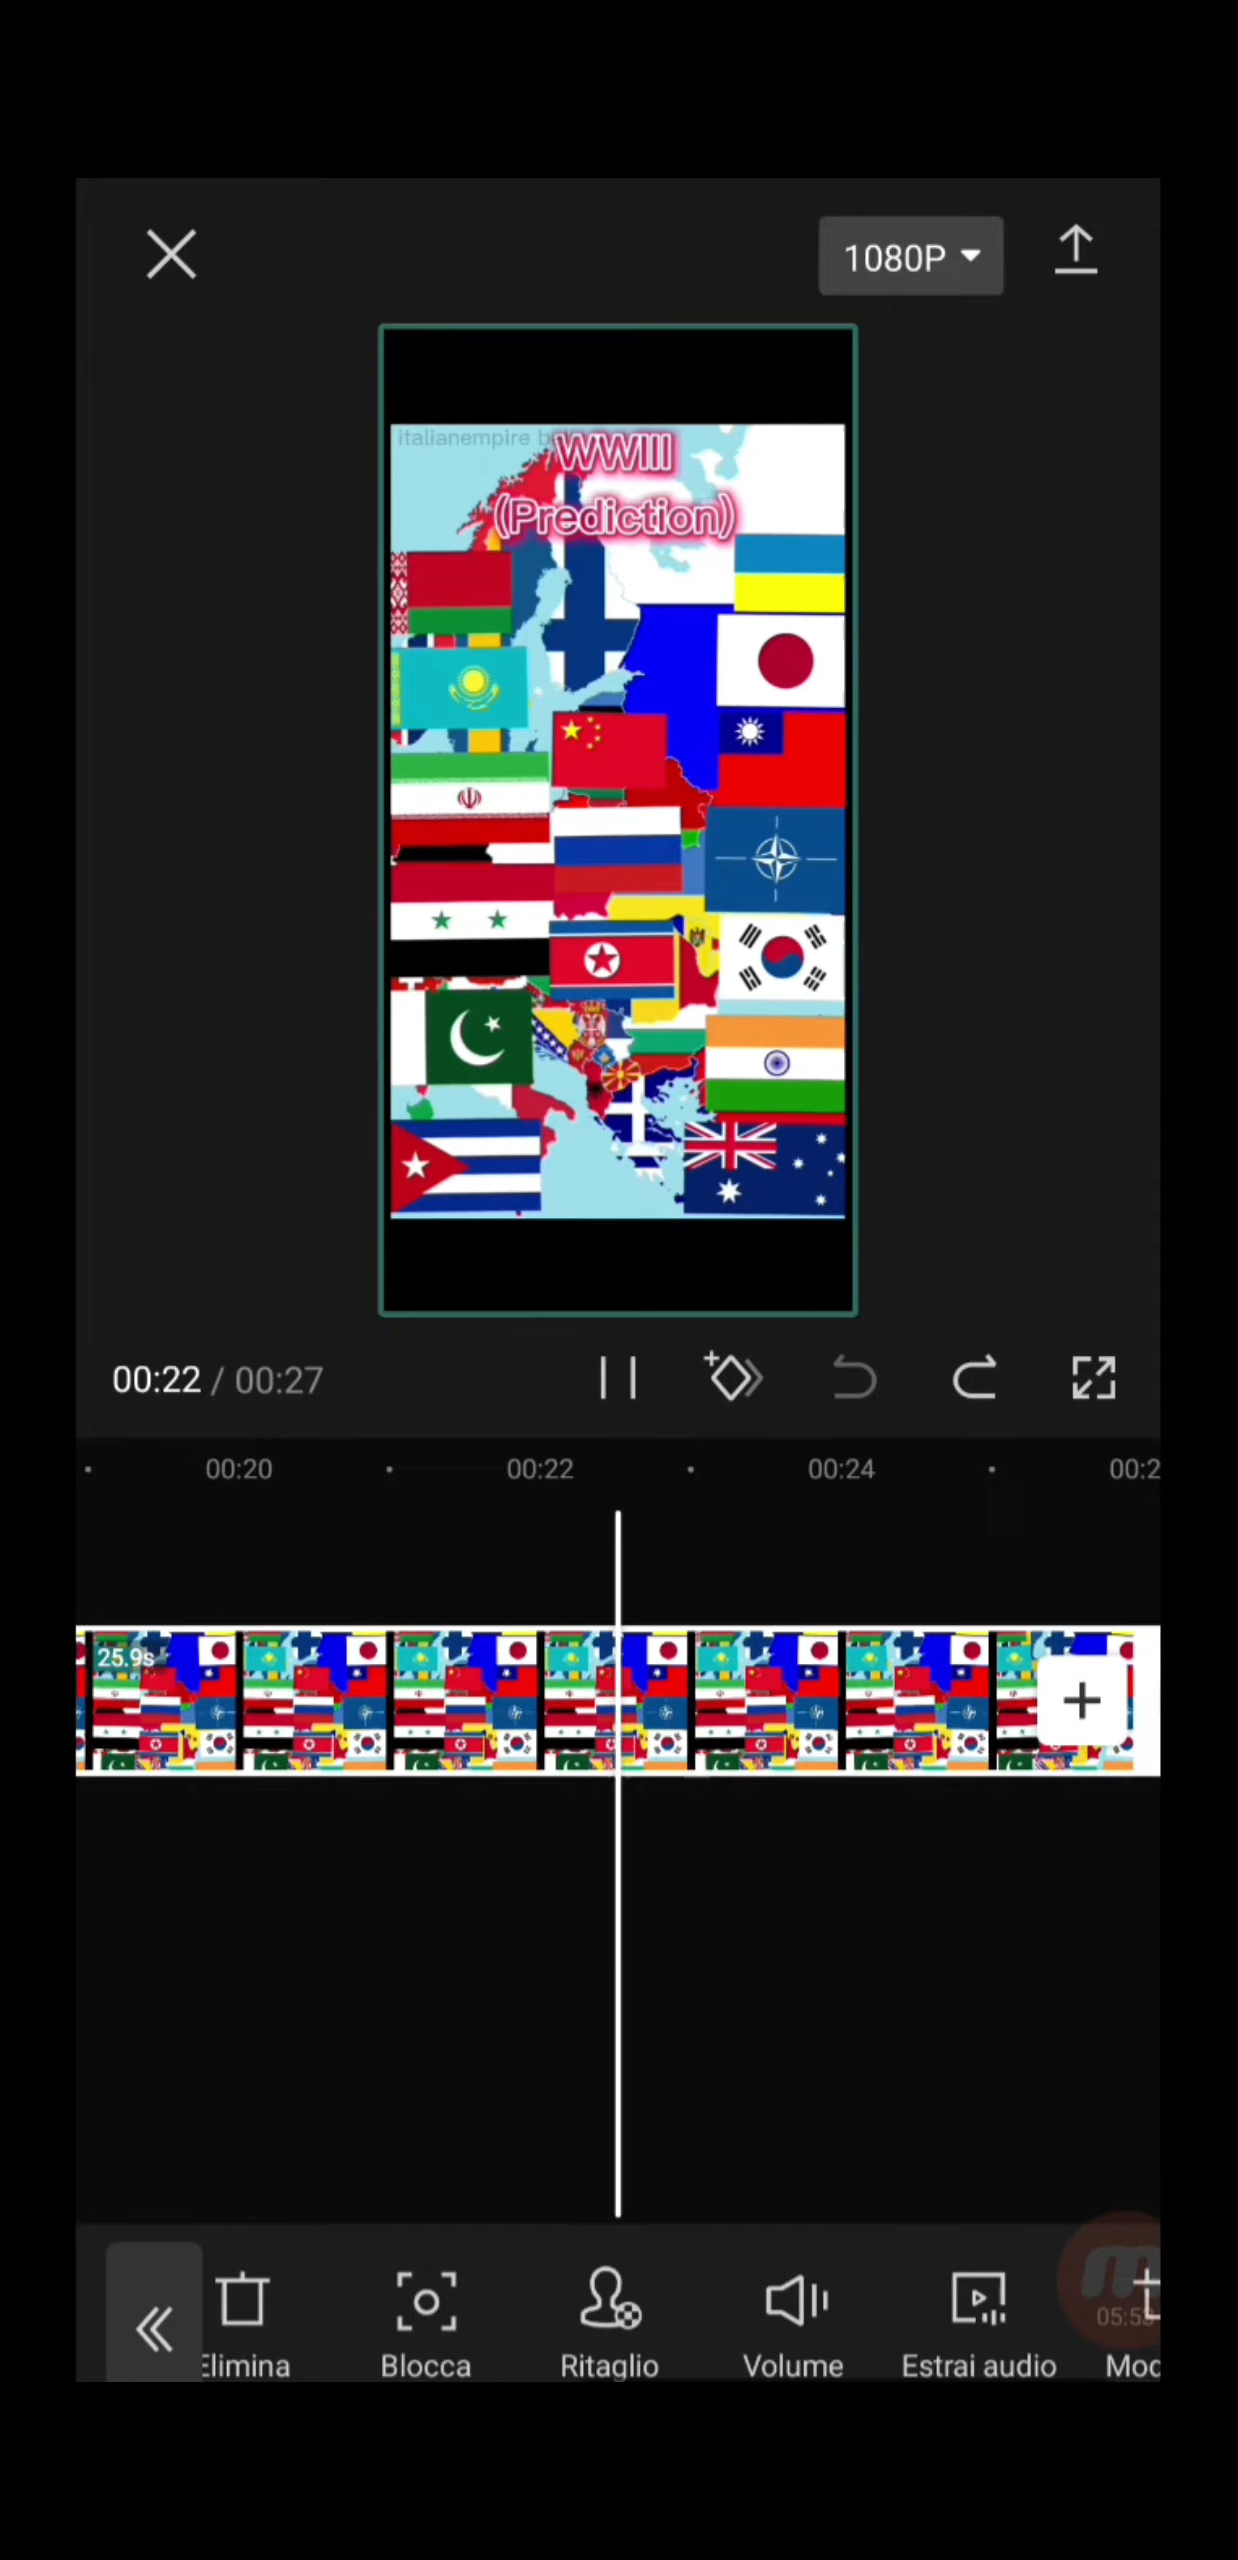 1080P
italianempire
WWIII
(Prediction)
00:22 / 00:27
00:20
00:22
00:24
25.9s
Elimina
Blocca
Ritaglio
Volume
Estrai audio